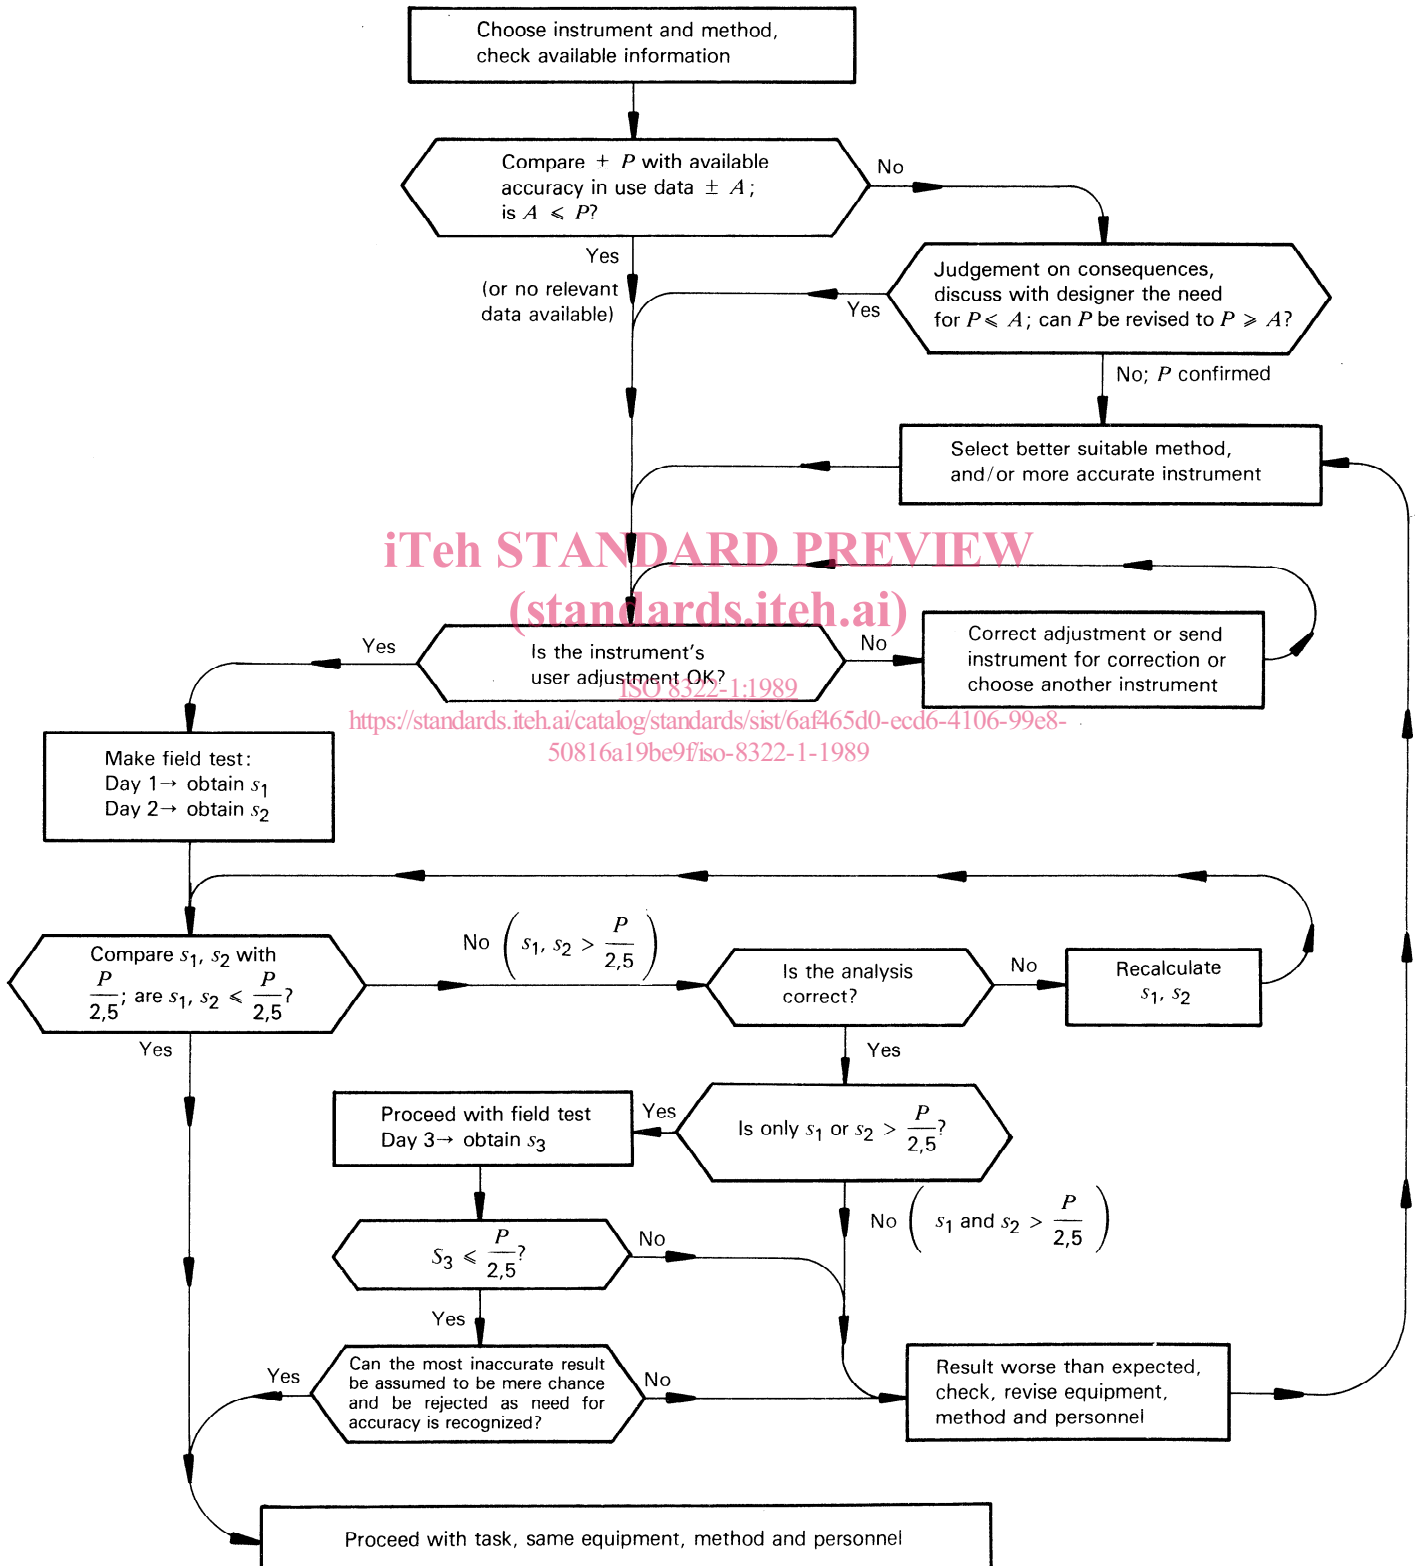 Choose instrument and method,
check available information
Compare ± P with available
accuracy in use data ± A;
is A ⩽ P?
No
Yes
(or no relevant
data available)
Judgement on consequences,
discuss with designer the need
for P ⩽ A; can P be revised to P ⩾ A?
Yes
No; P confirmed
Select better suitable method,
and/or more accurate instrument
iTeh STANDARD PREVIEW
(standards.iteh.ai)
Yes
Is the instrument's
user adjustment OK?
No
Correct adjustment or send
instrument for correction or
choose another instrument
ISO 8322-1:1989
https://standards.iteh.ai/catalog/standards/sist/6af465d0-ecd6-4106-99e8-
50816a19be9f/iso-8322-1-1989
Make field test:
Day 1→ obtain s1
Day 2→ obtain s2
Compare s1, s2 with
P/2,5; are s1, s2 ⩽ P/2,5?
No (s1, s2 > P/2,5)
Yes
Is the analysis
correct?
No
Recalculate
s1, s2
Yes
Is only s1 or s2 > P/2,5?
Yes
Proceed with field test
Day 3→ obtain s3
No (s1 and s2 > P/2,5)
S3 ⩽ P/2,5?
No
Yes
Can the most inaccurate result
be assumed to be mere chance
and be rejected as need for
accuracy is recognized?
Yes
No
Result worse than expected,
check, revise equipment,
method and personnel
Proceed with task, same equipment, method and personnel